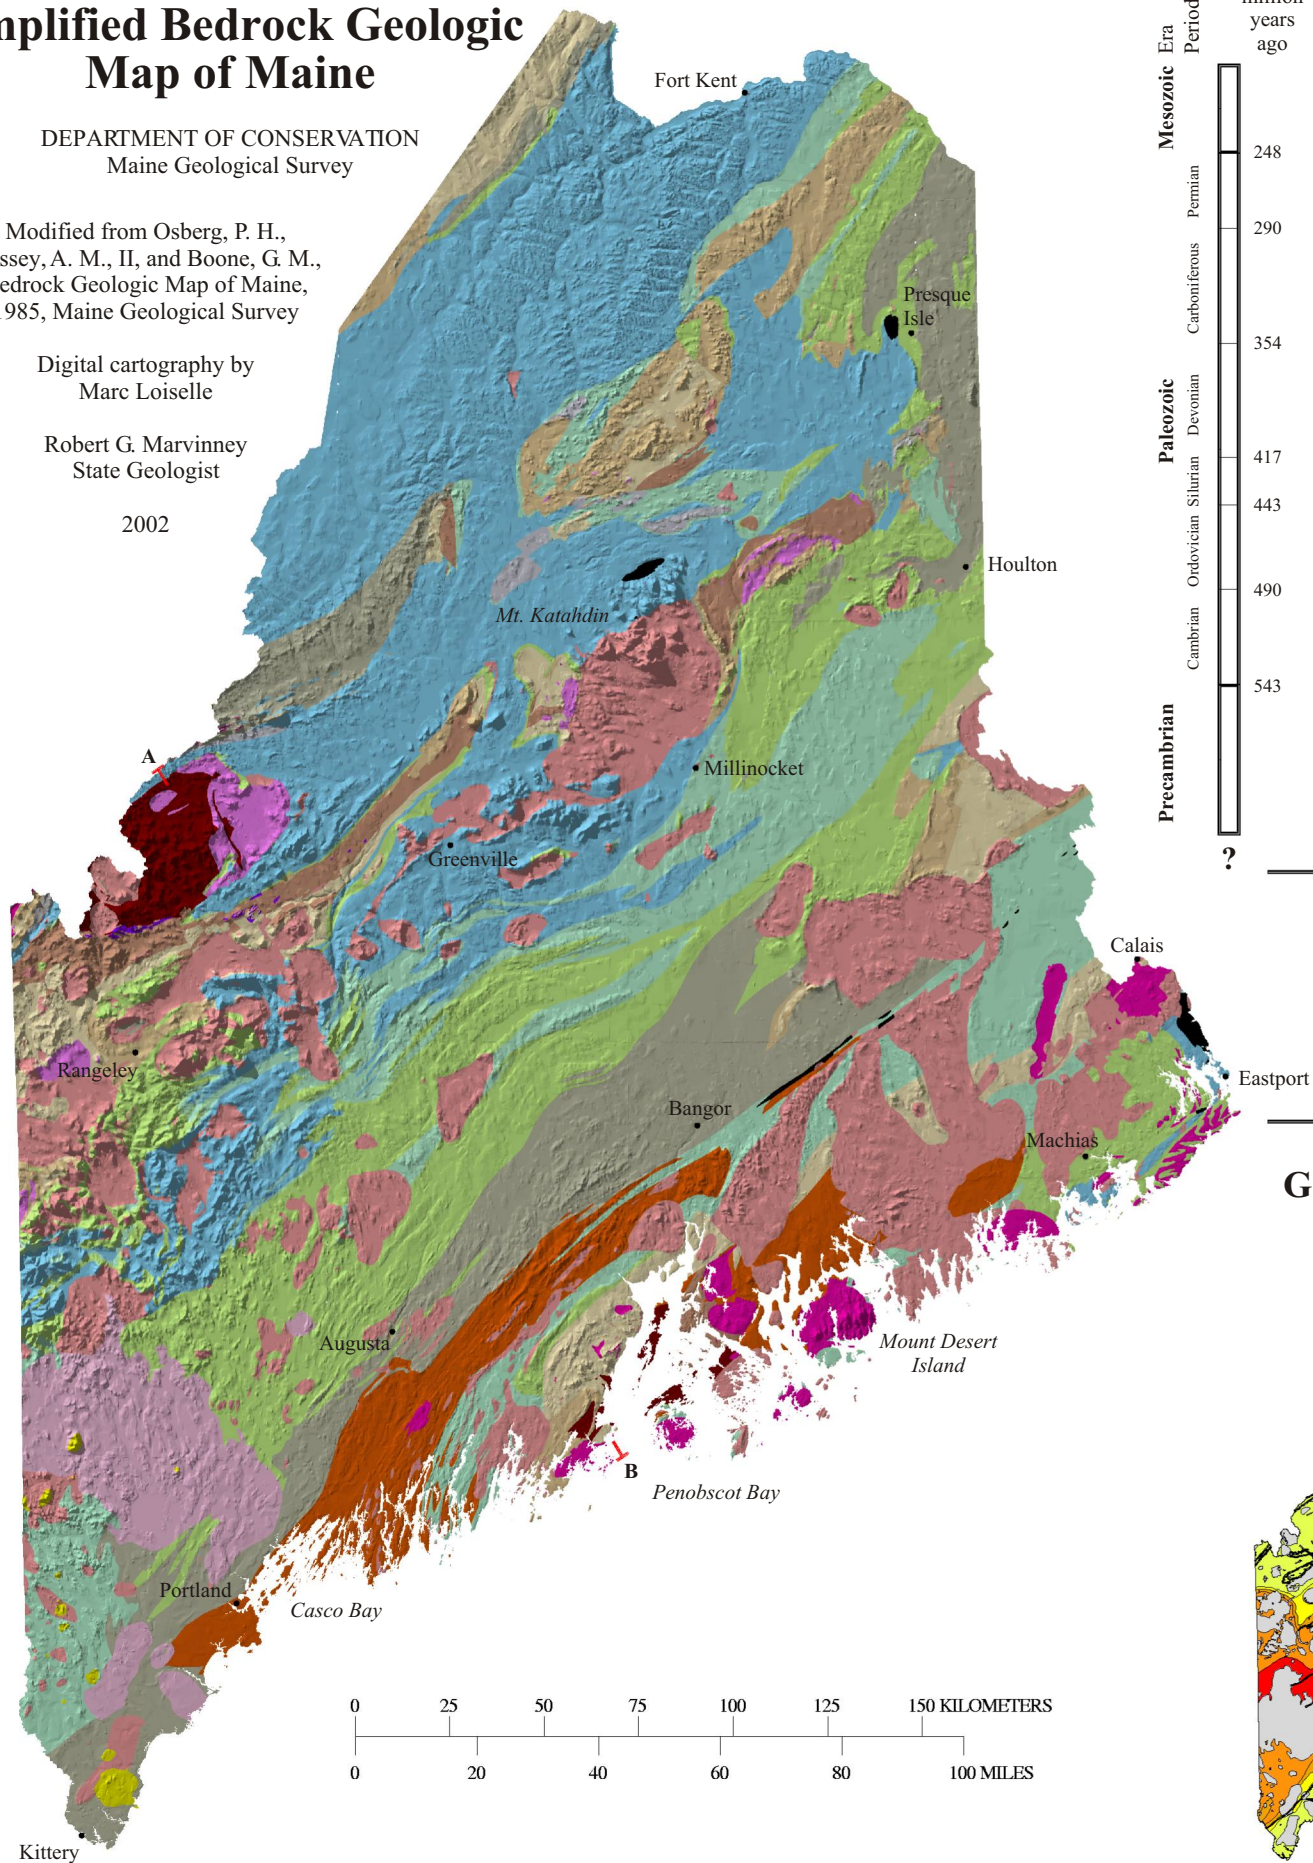 mplified Bedrock Geologic
Map of Maine
DEPARTMENT OF CONSERVATION
Maine Geological Survey
Modified from Osberg, P. H.,
ssey, A. M., II, and Boone, G. M.,
edrock Geologic Map of Maine,
1985, Maine Geological Survey
Digital cartography by
Marc Loiselle
Robert G. Marvinney
State Geologist
2002
Fort Kent
Presque
Isle
Houlton
Mt. Katahdin
A
Millinocket
Greenville
Calais
Rangeley
Eastport
Bangor
Machias
Augusta
Mount Desert
Island
B
Penobscot Bay
Portland
Casco Bay
Kittery
0 25 50 75 100 125 150 KILOMETERS
0 20 40 60 80 100 MILES
Era
Period
million
years
ago
Mesozoic
248
Permian
290
Carboniferous
354
Paleozoic
Devonian
417
Silurian
443
Ordovician
490
Cambrian
543
Precambrian
?
G